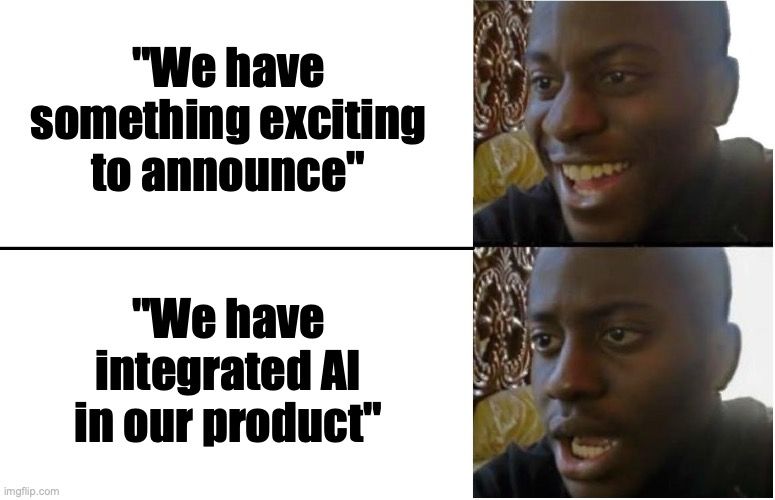 "We have
something exciting
to announce"
"We have
integrated AI
in our product"
imgflip.com